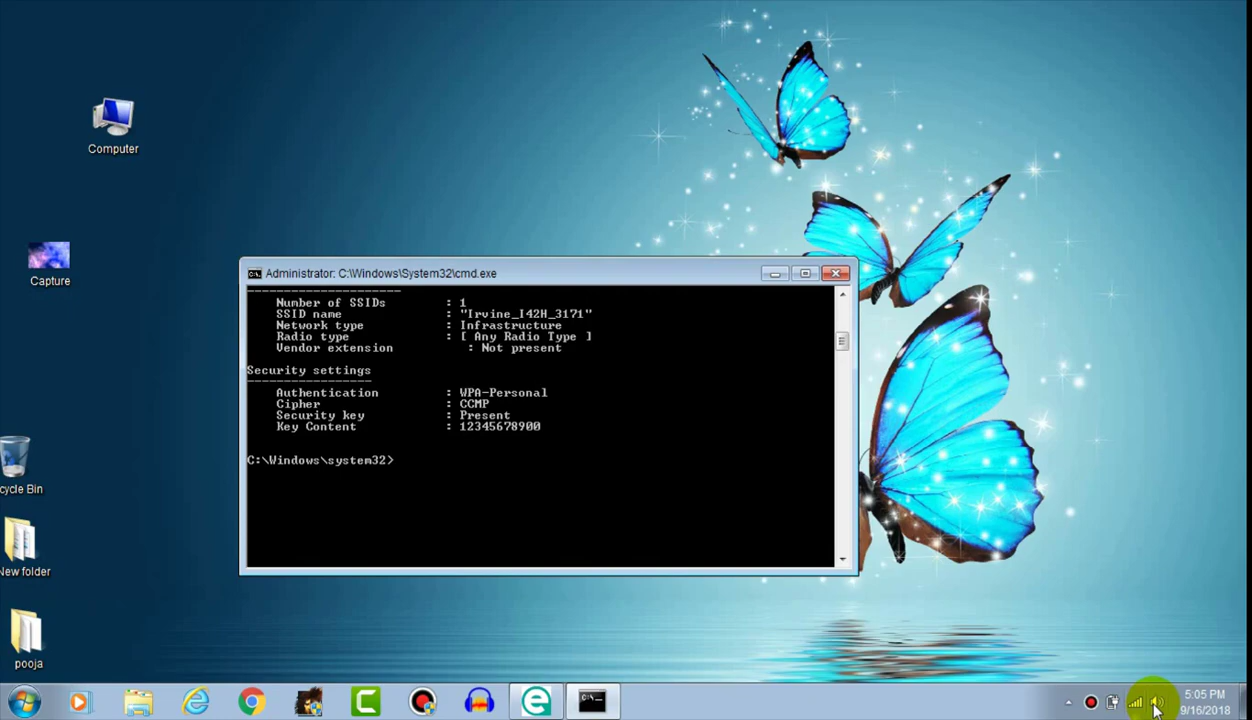 Computer
Capture
cycle Bin
New folder
pooja
Administrator: C:\Windows\System32\cmd.exe
--------------------
Number of SSIDs : 1
SSID name : "Irvine_I42H_3171"
Network type : Infrastructure
Radio type : [ Any Radio Type ]
Vendor extension : Not present
Security settings
-----------------
Authentication : WPA-Personal
Cipher : CCMP
Security key : Present
Key Content : 12345678900
C:\Windows\system32>
5:05 PM
9/16/2018